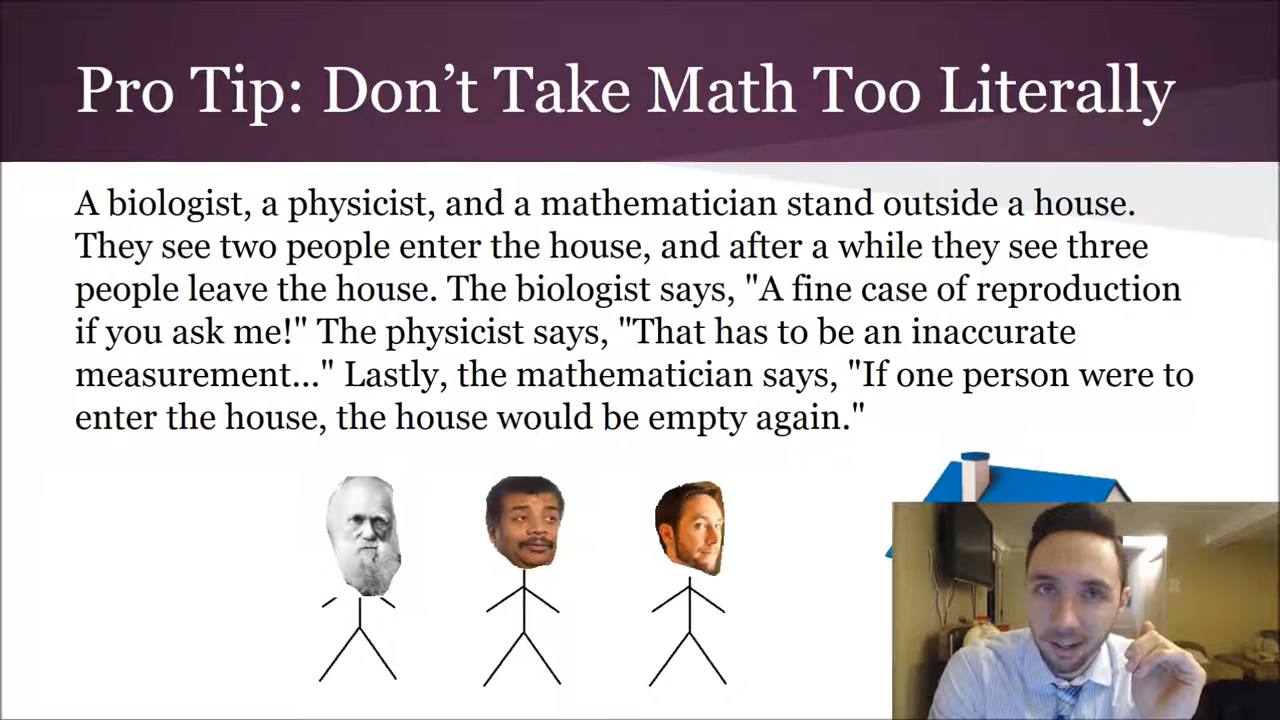 Pro Tip: Don’t Take Math Too Literally
A biologist, a physicist, and a mathematician stand outside a house.
They see two people enter the house, and after a while they see three
people leave the house. The biologist says, "A fine case of reproduction
if you ask me!" The physicist says, "That has to be an inaccurate
measurement..." Lastly, the mathematician says, "If one person were to
enter the house, the house would be empty again."